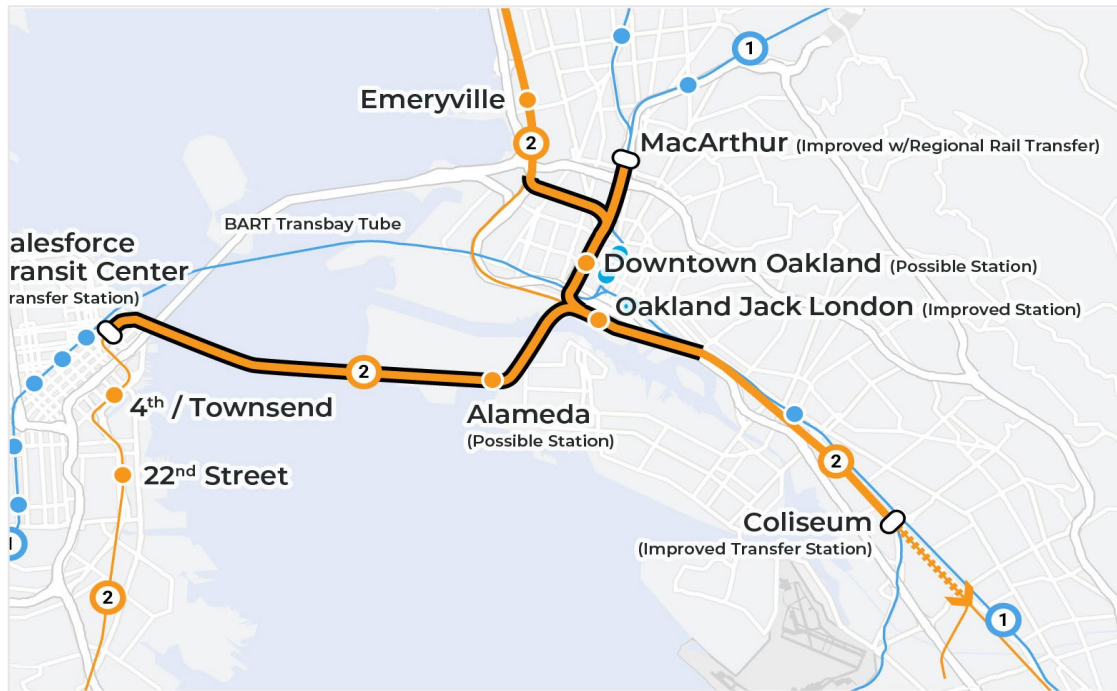 1
Emeryville
2
MacArthur (Improved w/Regional Rail Transfer)
BART Transbay Tube
alesforce
ransit Center
ransfer Station)
Downtown Oakland (Possible Station)
Oakland Jack London (Improved Station)
2
4th / Townsend
Alameda
(Possible Station)
22nd Street
2
Coliseum
(Improved Transfer Station)
1
2
1